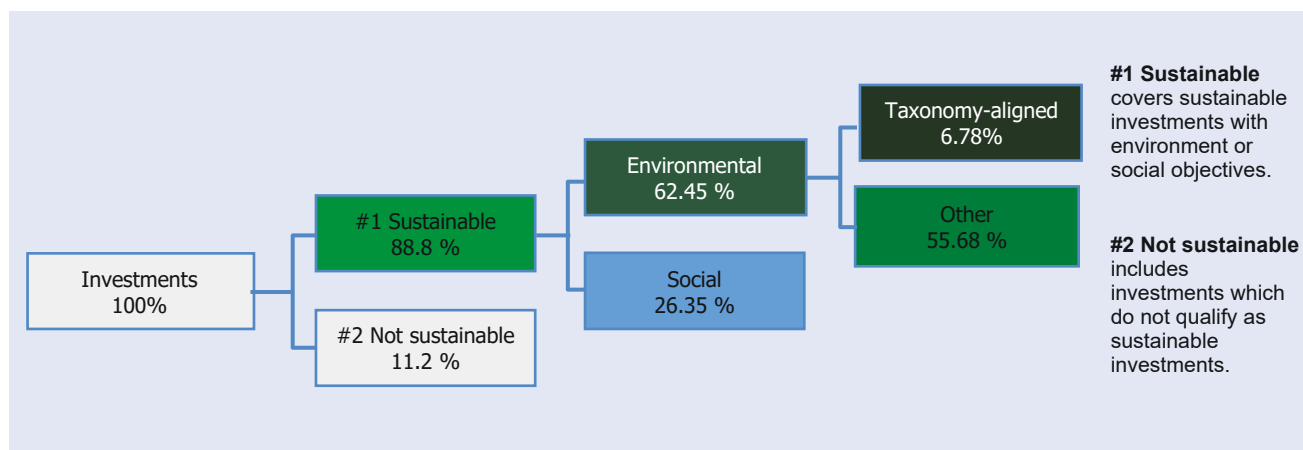 Investments
100%
#1 Sustainable
88.8 %
#2 Not sustainable
11.2 %
Environmental
62.45 %
Social
26.35 %
Taxonomy-aligned
6.78%
Other
55.68 %
#1 Sustainable
covers sustainable
investments with
environment or
social objectives.
#2 Not sustainable
includes
investments which
do not qualify as
sustainable
investments.